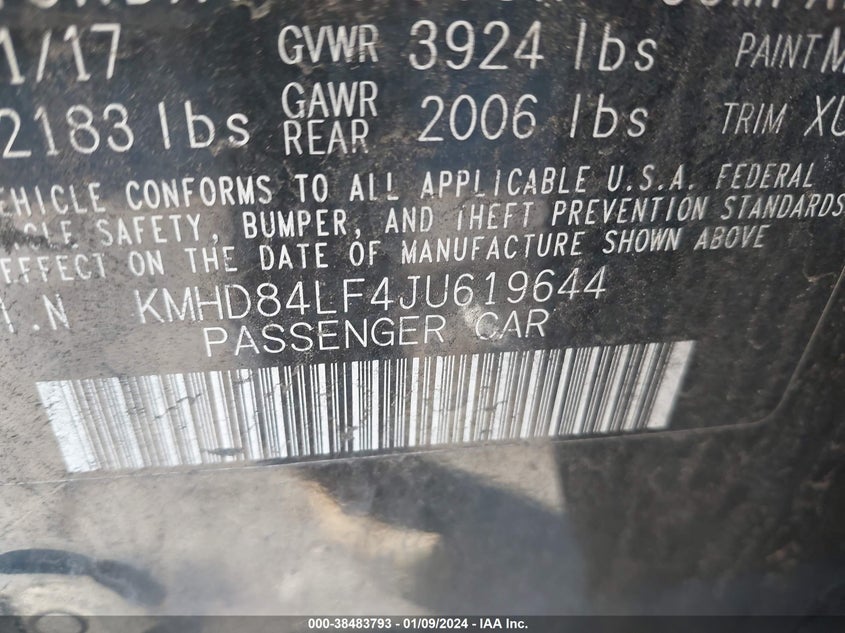 1/17 GVWR 3924 lbs PAINT
2183 lbs GAWR REAR 2006 lbs TRIM XU
VEHICLE CONFORMS TO ALL APPLICABLE U.S.A. FEDERAL
SAFETY, BUMPER, AND THEFT PREVENTION STANDARDS
EFFECT ON THE DATE OF MANUFACTURE SHOWN ABOVE
I.N KMHD84LF4JU619644
PASSENGER CAR
000-38483793 - 01/09/2024 - IAA Inc.